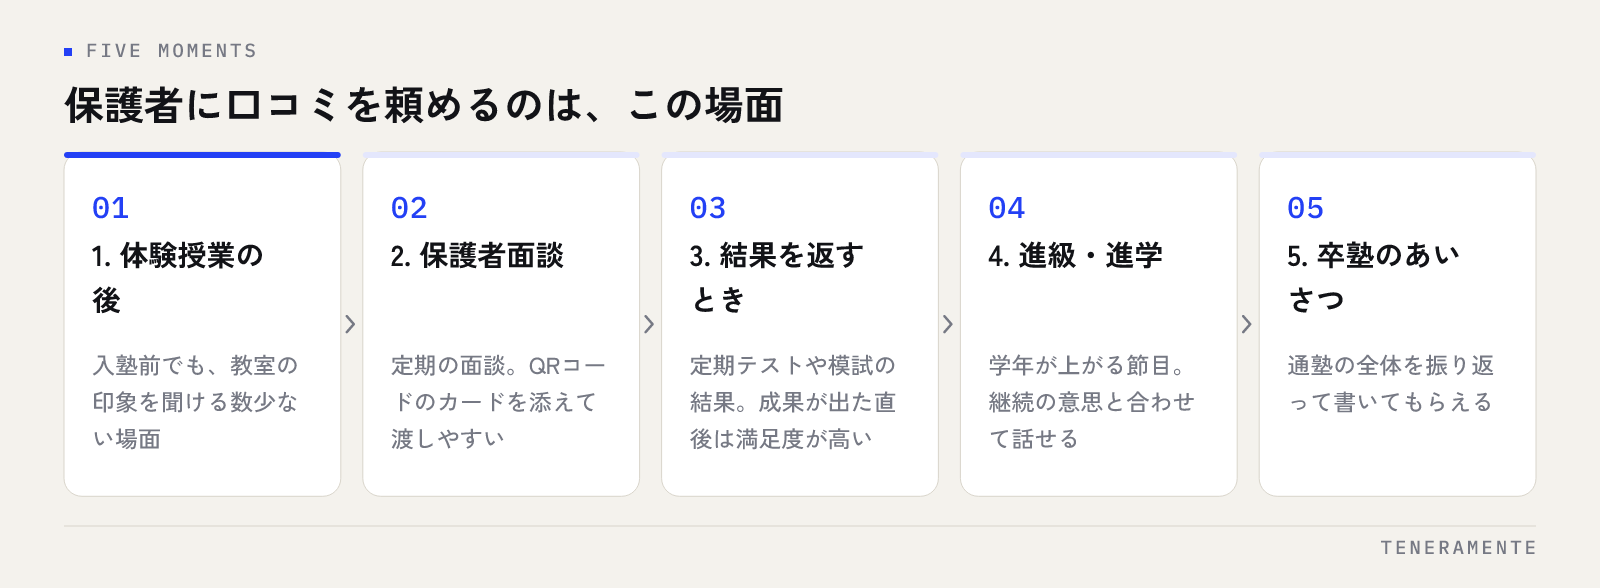 FIVE MOMENTS
保護者に口コミを頼めるのは、この場面
01
1. 体験授業の
後
入塾前でも、教室の
印象を聞ける数少な
い場面
02
2. 保護者面談
定期の面談。QRコー
ドのカードを添えて
渡しやすい
03
3. 結果を返す
とき
定期テストや模試の
結果。成果が出た直
後は満足度が高い
04
4. 進級・進学
学年が上がる節目。
継続の意思と合わせ
て話せる
05
5. 卒塾のあい
さつ
通塾の全体を振り返
って書いてもらえる
TENERAMENTE